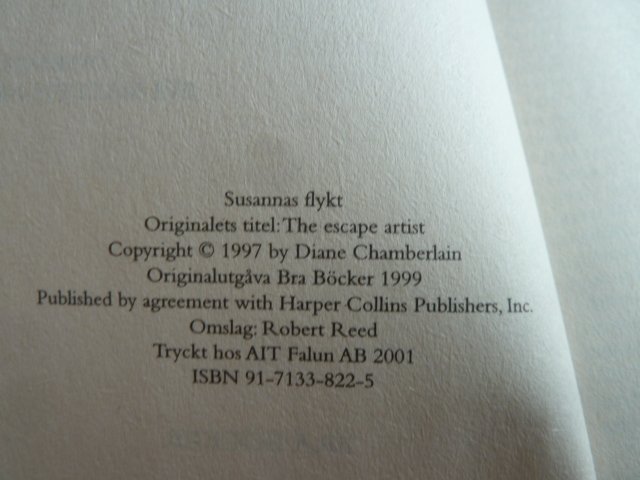 Susannas flykt
Originalets titel: The escape artist
Copyright © 1997 by Diane Chamberlain
Originalutgåva Bra Böcker 1999
Published by agreement with Harper Collins Publishers, Inc.
Omslag: Robert Reed
Tryckt hos AIT Falun AB 2001
ISBN 91-7133-822-5